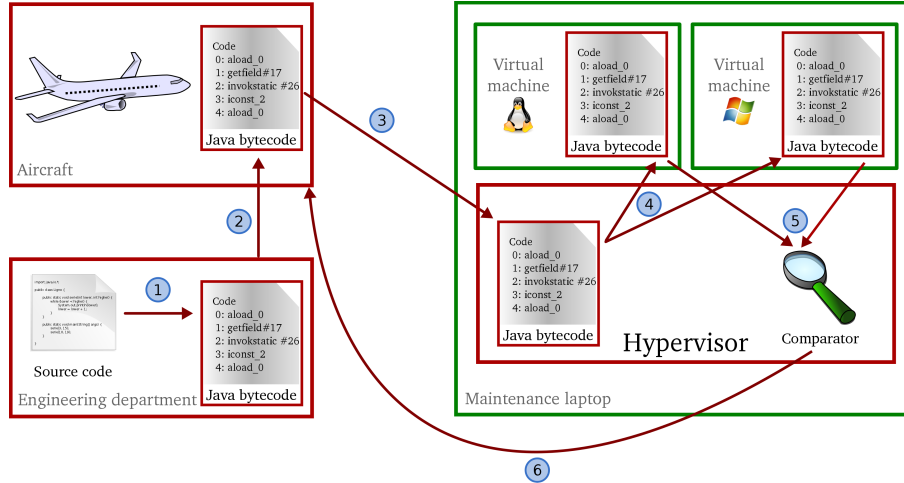 Code
0: aload_0
1: getfield#17
2: invokstatic #26
3: iconst_2
4: aload_0
Java bytecode
Aircraft
Virtual
machine
Code
0: aload_0
1: getfield#17
2: invokstatic #26
3: iconst_2
4: aload_0
Java bytecode
Virtual
machine
Code
0: aload_0
1: getfield#17
2: invokstatic #26
3: iconst_2
4: aload_0
Java bytecode
3
2
4
5
Code
0: aload_0
1: getfield#17
2: invokstatic #26
3: iconst_2
4: aload_0
Java bytecode
Hypervisor
Comparator
Maintenance laptop
1
Source code
Code
0: aload_0
1: getfield#17
2: invokstatic #26
3: iconst_2
4: aload_0
Java bytecode
Engineering department
6